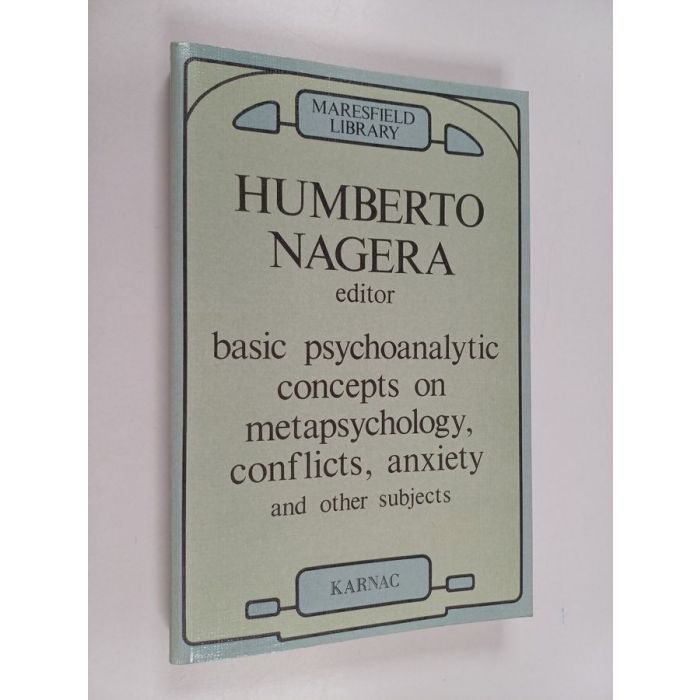 MARESFIELD
LIBRARY
HUMBERTO
NAGERA
editor
basic psychoanalytic
concepts on
metapsychology,
conflicts, anxiety
and other subjects
KARNAC